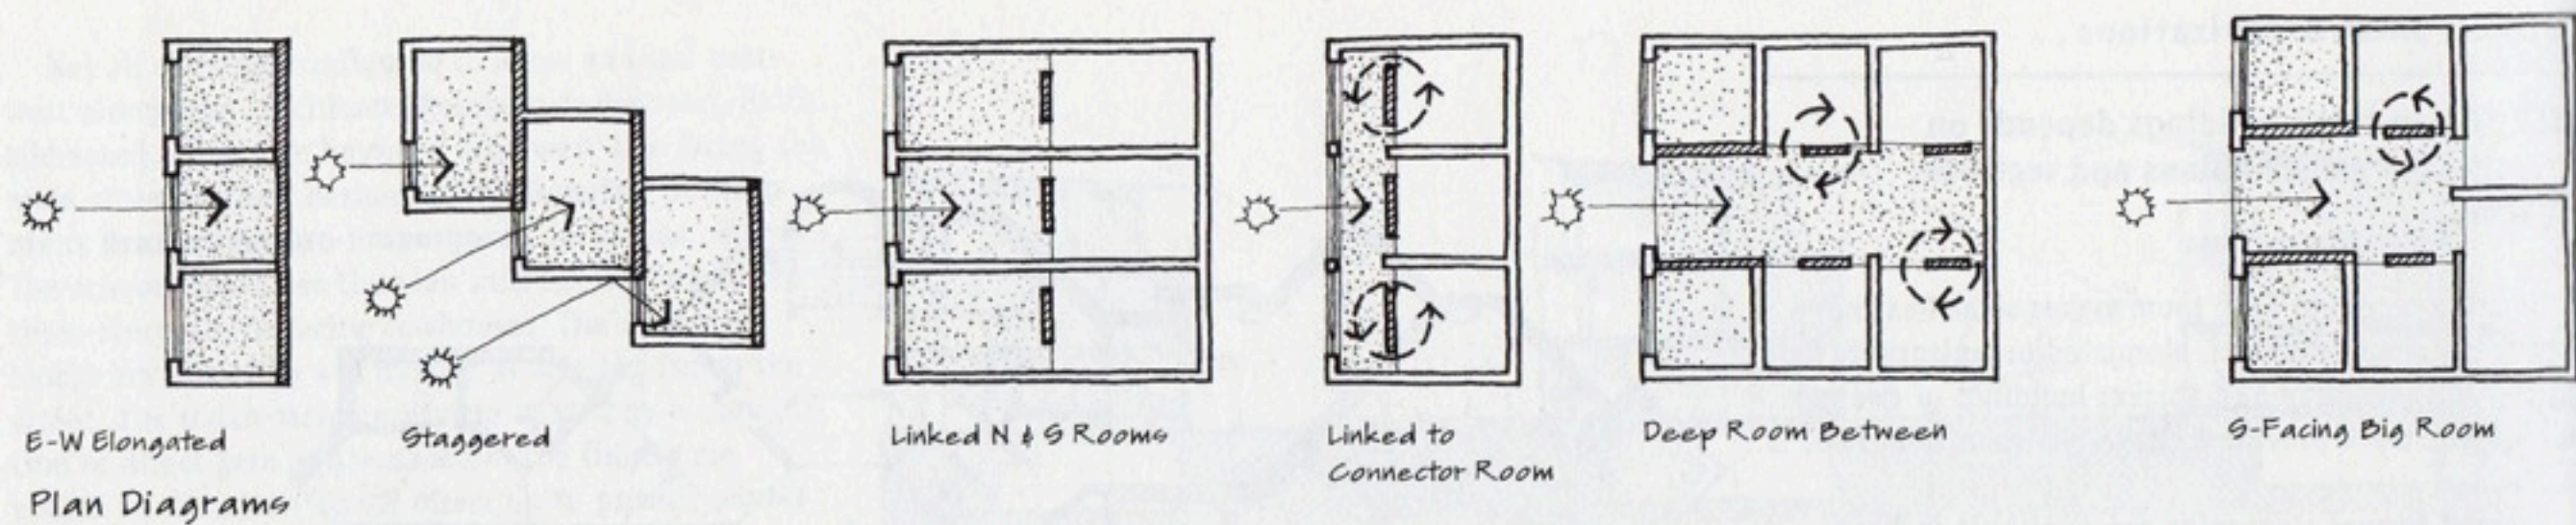 E-W Elongated
Staggered
Linked N & S Rooms
Linked to
Connector Room
Deep Room Between
S-Facing Big Room
Plan Diagrams